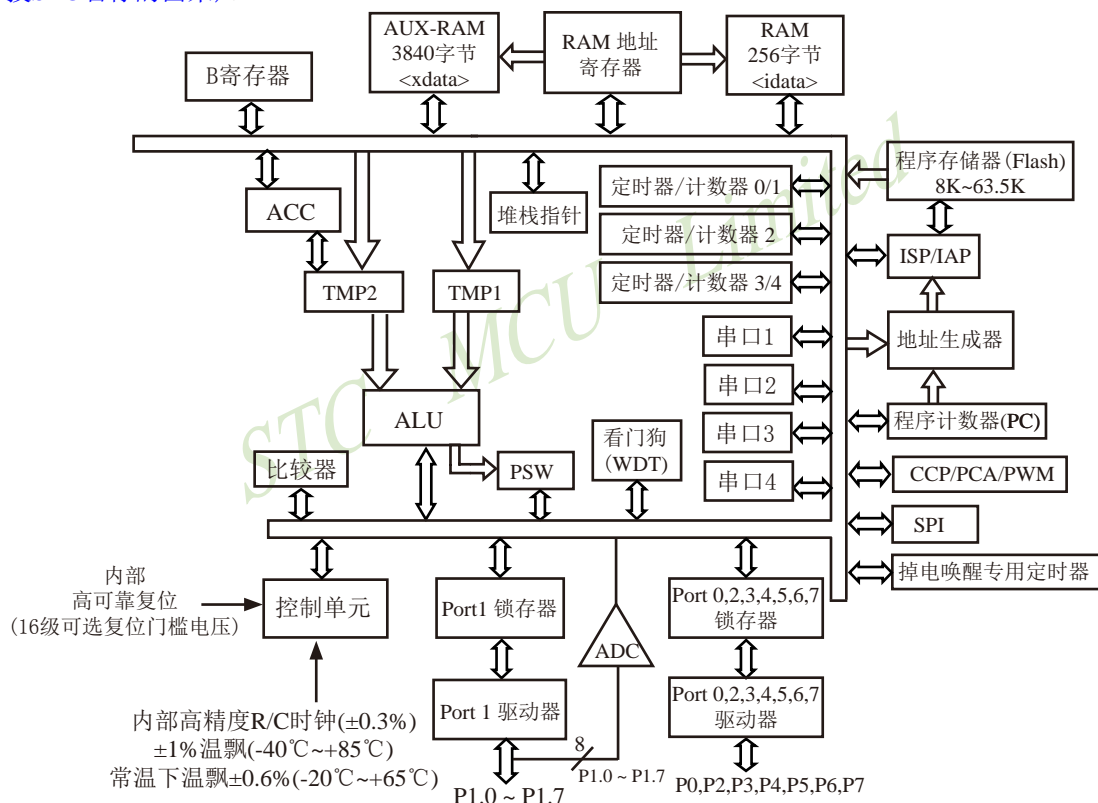 AUX-RAM
3840字节
<xdata>
RAM 地址
寄存器
RAM
256字节
<idata>
B寄存器
程序存储器(Flash)
8K~63.5K
定时器/计数器 0/1
ACC
堆栈指针
定时器/计数器 2
ISP/IAP
TMP2
TMP1
定时器/计数器 3/4
串口1
地址生成器
串口2
ALU
程序计数器(PC)
串口3
看门狗
(WDT)
比较器
PSW
串口4
CCP/PCA/PWM
SPI
掉电唤醒专用定时器
内部
高可靠复位
(16级可选复位门槛电压)
控制单元
Port1 锁存器
ADC
Port 0,2,3,4,5,6,7
锁存器
Port 1 驱动器
Port 0,2,3,4,5,6,7
驱动器
内部高精度R/C时钟(±0.3%)
±1%温飘(-40℃~+85℃)
常温下温飘±0.6%(-20℃~+65℃)
8
P1.0 ~ P1.7
P1.0 ~ P1.7
P0,P2,P3,P4,P5,P6,P7
STC MCU Limited